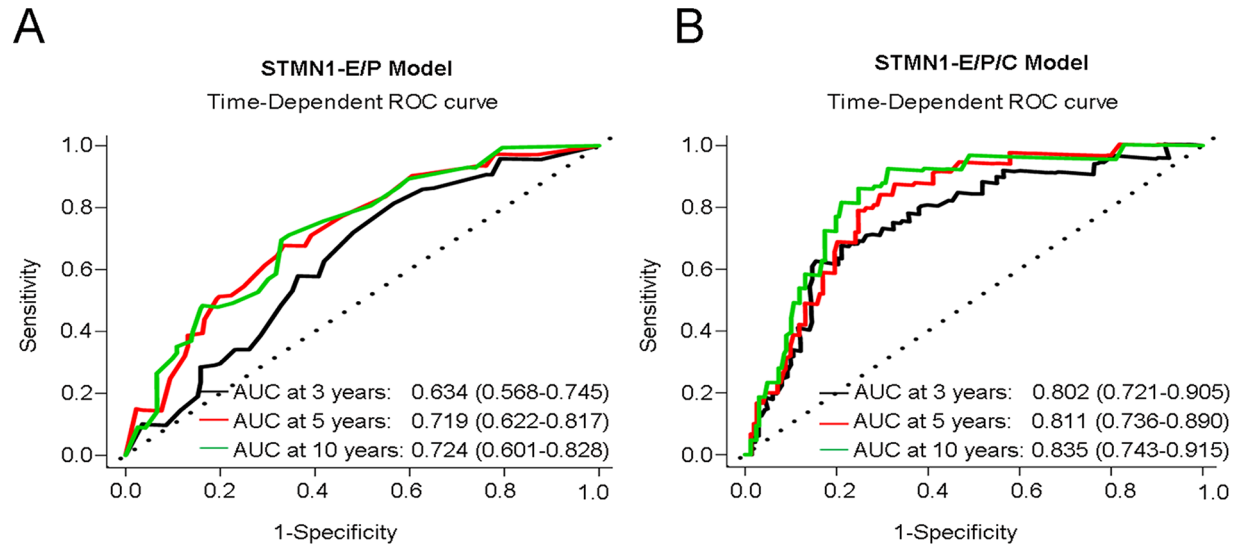 A
STMN1-E/P Model
Time-Dependent ROC curve
Sensitivity
1.0
0.8
0.6
0.4
0.2
0.0
AUC at 3 years: 0.634 (0.568-0.745)
AUC at 5 years: 0.719 (0.622-0.817)
AUC at 10 years: 0.724 (0.601-0.828)
0.0 0.2 0.4 0.6 0.8 1.0
1-Specificity
B
STMN1-E/P/C Model
Time-Dependent ROC curve
Sensitivity
1.0
0.8
0.6
0.4
0.2
0.0
AUC at 3 years: 0.802 (0.721-0.905)
AUC at 5 years: 0.811 (0.736-0.890)
AUC at 10 years: 0.835 (0.743-0.915)
0.0 0.2 0.4 0.6 0.8 1.0
1-Specificity